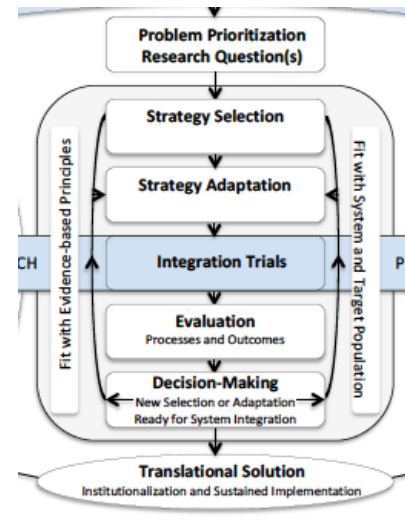 Problem Prioritization
Research Question(s)
Strategy Selection
Strategy Adaptation
Fit with Evidence-based Principles
Fit with System and Target Population
CH
Integration Trials
P
Evaluation
Processes and Outcomes
Decision-Making
New Selection or Adaptation
Ready for System Integration
Translational Solution
Institutionalization and Sustained Implementation